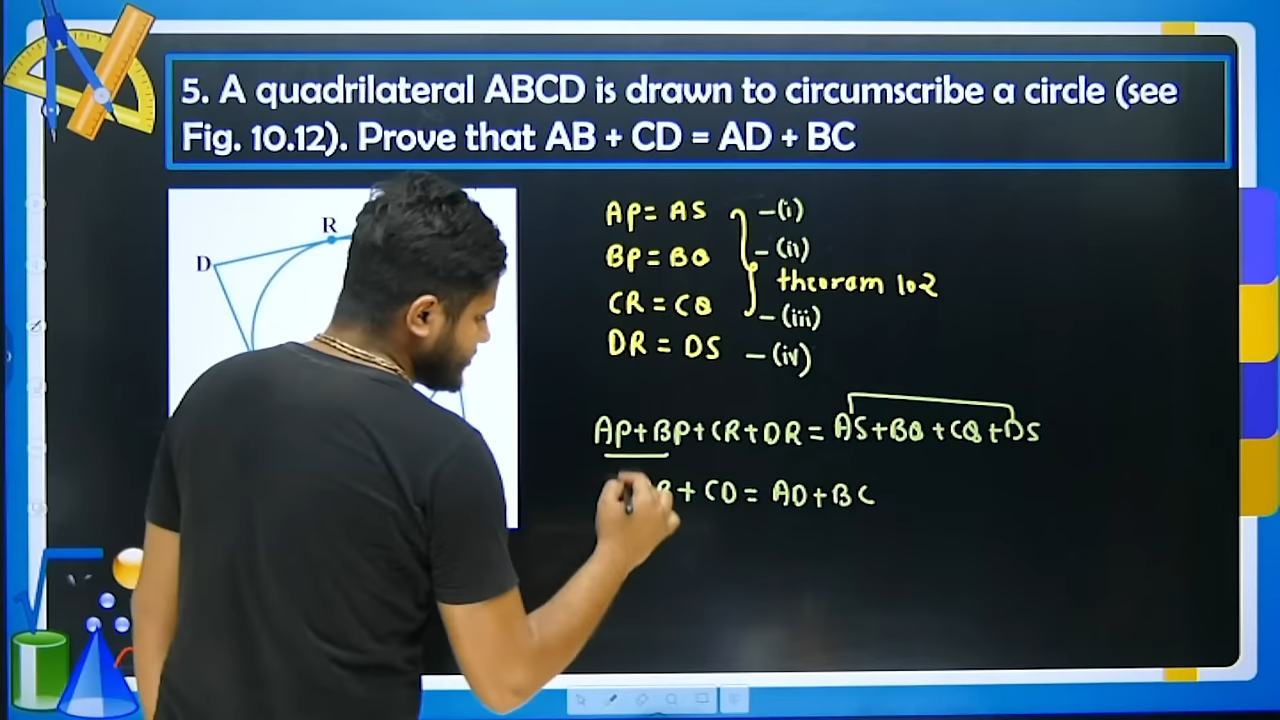 5. A quadrilateral ABCD is drawn to circumscribe a circle (see
Fig. 10.12). Prove that AB + CD = AD + BC
R
D
AP = AS -(i)
BP = BQ -(ii)
theoram 10.2
CR = CQ -(iii)
DR = DS -(iv)
AP+BP+CR+DR = AS+BQ+CQ+DS
B + CD = AD + BC